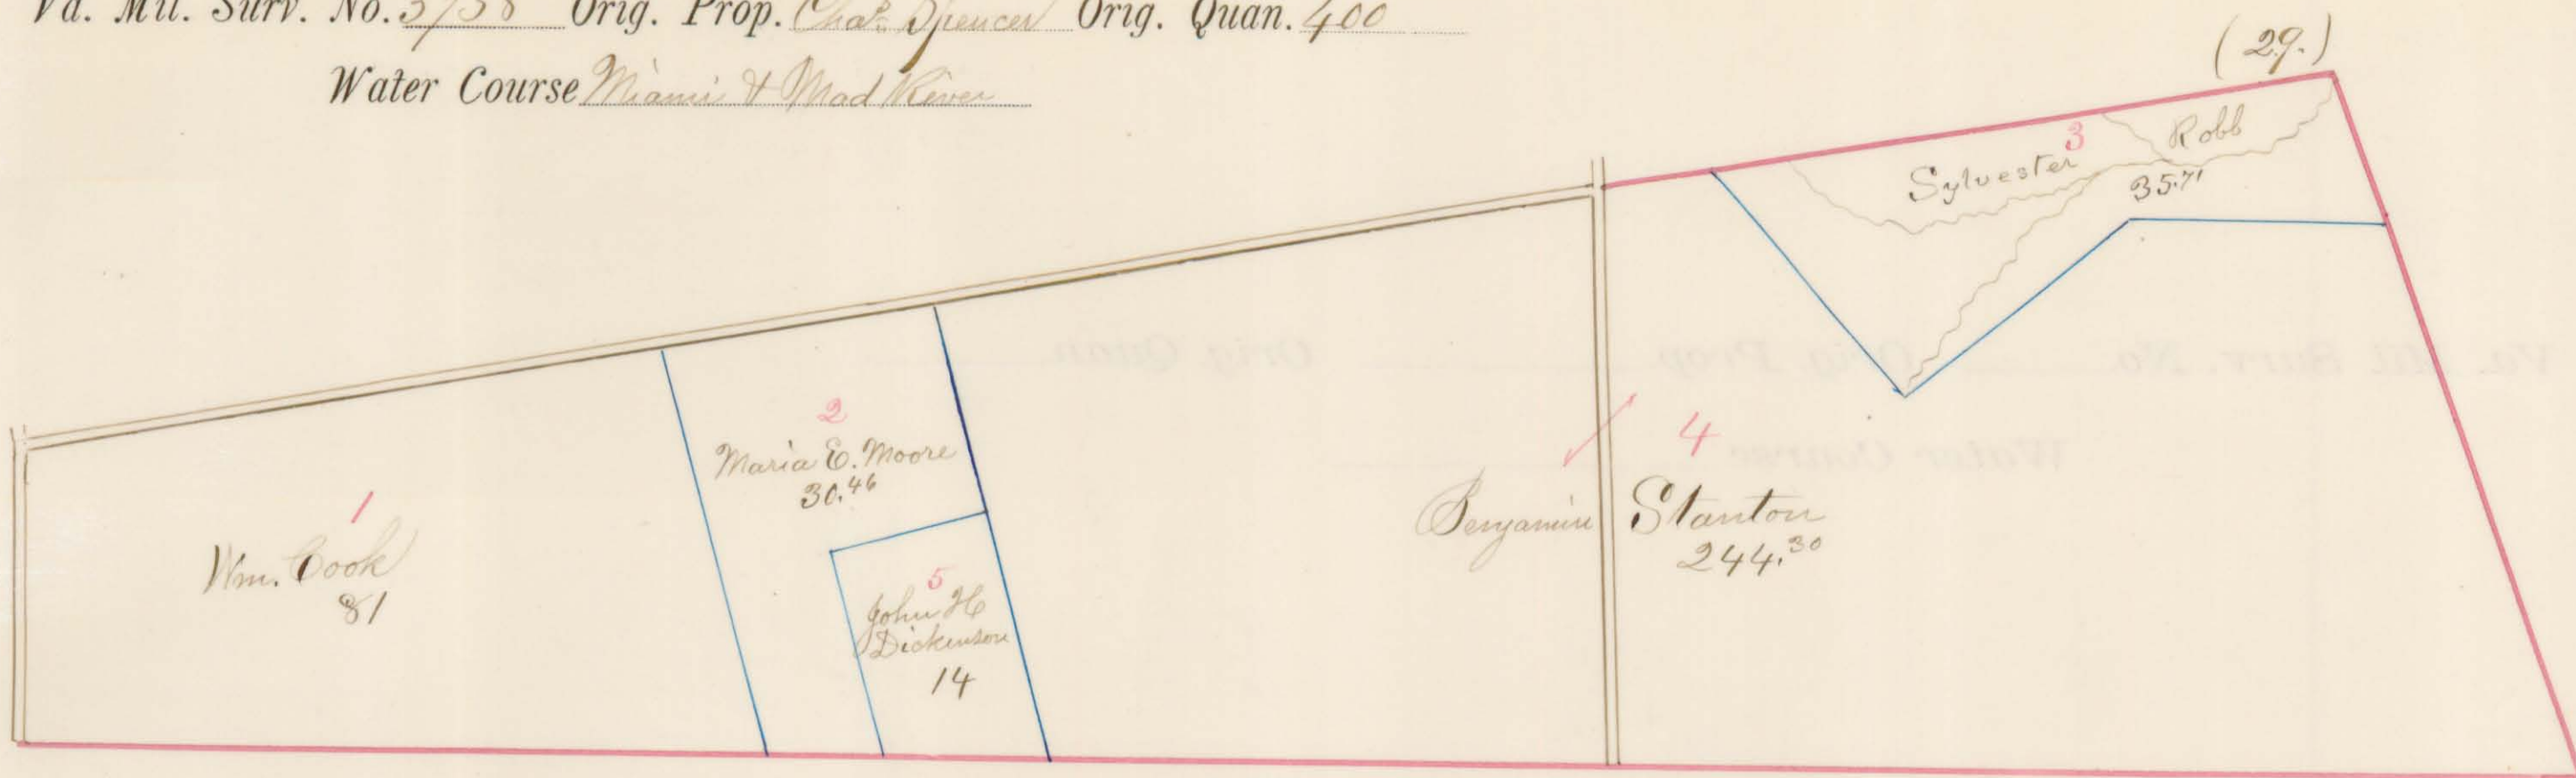 Va. Mil. Surv. No. 3738 Orig. Prop. Chas. Spencer Orig. Quan. 400
Water Course Miami & Mad River
(29.)
3
Sylvester Robb
35.71
2
Maria E. Moore
30.46
1
Wm. Cook
81
5
John H
Dickinson
14
4
Benjamin Stanton
244.30
Va. Mil. Surv. No. Orig. Prop. Orig. Quan.
Water Course